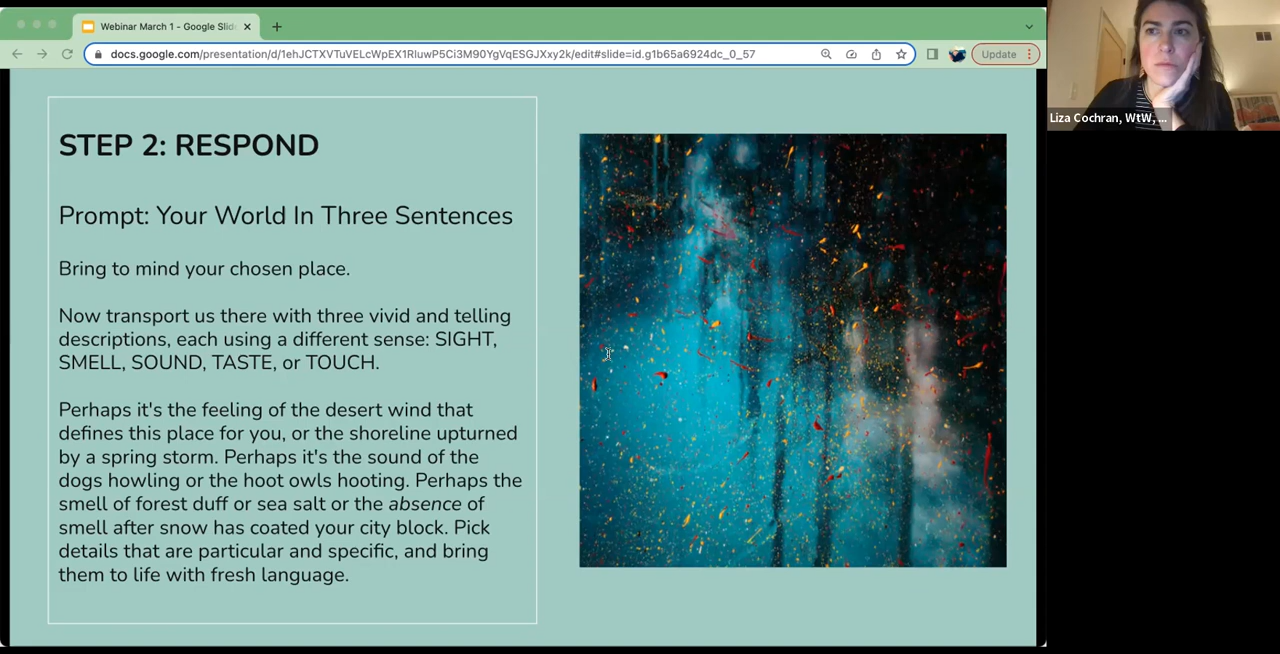 Webinar March 1 - Google Slid
docs.google.com/presentation/d/1ehJCTXVTuVELcWpEX1RluwP5Ci3M90YgVqESGJXxy2k/edit#slide=id.g1b65a6924dc_0_57
Update
Liza Cochran, WtW, ...
STEP 2: RESPOND
Prompt: Your World In Three Sentences
Bring to mind your chosen place.
Now transport us there with three vivid and telling
descriptions, each using a different sense: SIGHT,
SMELL, SOUND, TASTE, or TOUCH.
Perhaps it's the feeling of the desert wind that
defines this place for you, or the shoreline upturned
by a spring storm. Perhaps it's the sound of the
dogs howling or the hoot owls hooting. Perhaps the
smell of forest duff or sea salt or the absence of
smell after snow has coated your city block. Pick
details that are particular and specific, and bring
them to life with fresh language.